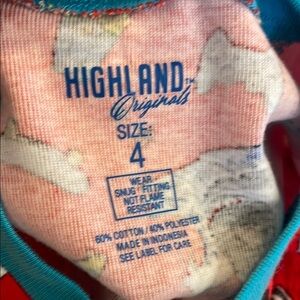 HIGHLAND™
Originals
SIZE:
4
WEAR
SNUG FITTING
NOT FLAME
RESISTANT
60% COTTON / 40% POLYESTER
MADE IN INDONESIA
SEE LABEL FOR CARE